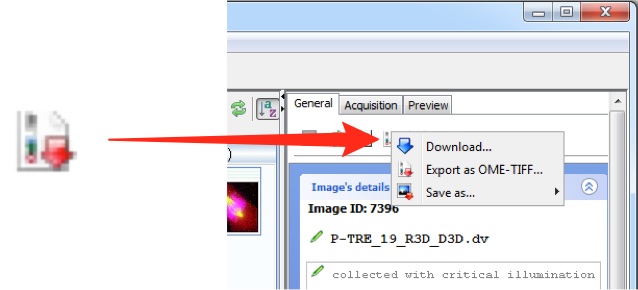 General Acquisition Preview
Download...
Export as OME-TIFF...
Save as...
Image's details
Image ID: 7396
P-TRE_19_R3D_D3D.dv
collected with critical illumination